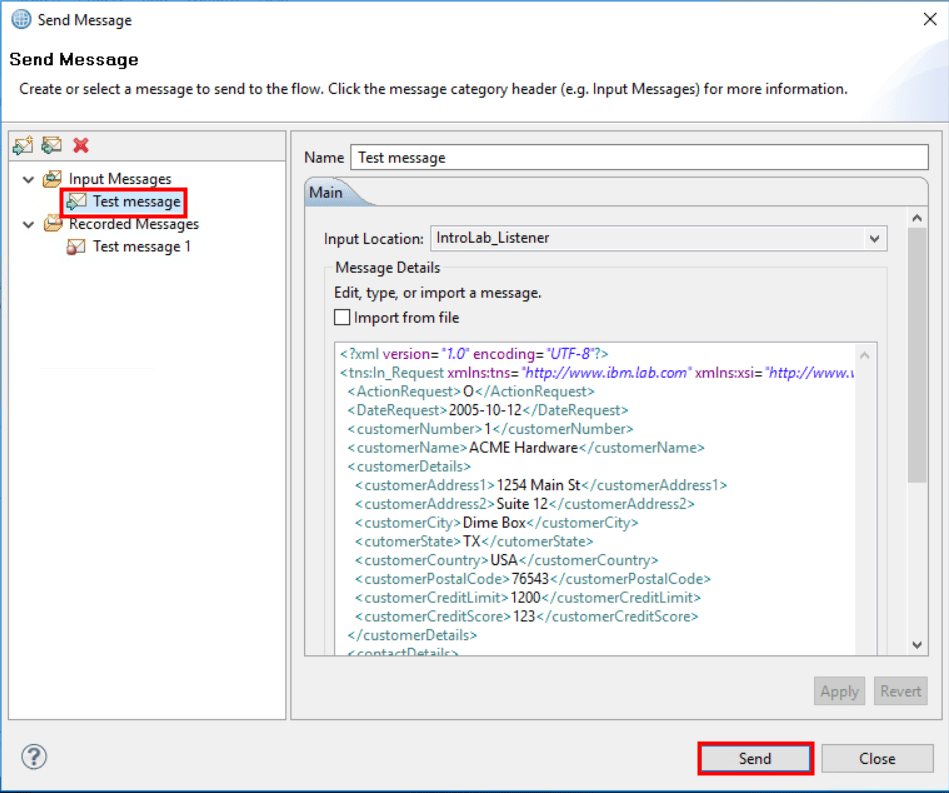 Send Message
Send Message
Create or select a message to send to the flow. Click the message category header (e.g. Input Messages) for more information.
Input Messages
Test message
Recorded Messages
Test message 1
Name Test message
Main
Input Location: IntroLab_Listener
Message Details
Edit, type, or import a message.
Import from file
<?xml version="1.0" encoding="UTF-8"?>
<tns:In_Request xmlns:tns="http://www.ibm.lab.com" xmlns:xsi="http://www.
<ActionRequest>O</ActionRequest>
<DateRequest>2005-10-12</DateRequest>
<customerNumber>1</customerNumber>
<customerName>ACME Hardware</customerName>
<customerDetails>
<customerAddress1>1254 Main St</customerAddress1>
<customerAddress2>Suite 12</customerAddress2>
<customerCity>Dime Box</customerCity>
<cutomerState>TX</cutomerState>
<customerCountry>USA</customerCountry>
<customerPostalCode>76543</customerPostalCode>
<customerCreditLimit>1200</customerCreditLimit>
<customerCreditScore>123</customerCreditScore>
</customerDetails>
<contactDetails>
Apply Revert
? Send Close